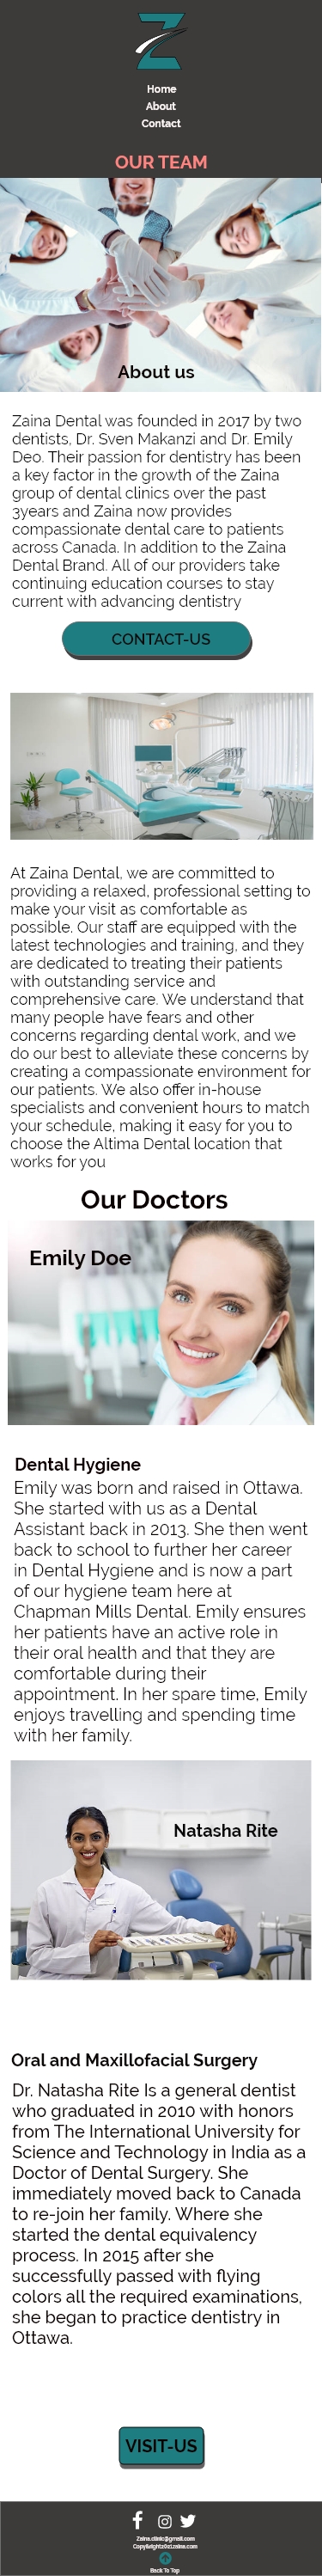 Z
Home
About
Contact
OUR TEAM
About us
Zaina Dental was founded in 2017 by two
dentists, Dr. Sven Makanzi and Dr. Emily
Deo. Their passion for dentistry has been
a key factor in the growth of the Zaina
group of dental clinics over the past
3years and Zaina now provides
compassionate dental care to patients
across Canada. In addition to the Zaina
Dental Brand. All of our providers take
continuing education courses to stay
current with advancing dentistry
CONTACT-US
At Zaina Dental, we are committed to
providing a relaxed, professional setting to
make your visit as comfortable as
possible. Our staff are equipped with the
latest technologies and training, and they
are dedicated to treating their patients
with outstanding service and
comprehensive care. We understand that
many people have fears and other
concerns regarding dental work, and we
do our best to alleviate these concerns by
creating a compassionate environment for
our patients. We also offer in-house
specialists and convenient hours to match
your schedule, making it easy for you to
choose the Altima Dental location that
works for you
Our Doctors
Emily Doe
Dental Hygiene
Emily was born and raised in Ottawa.
She started with us as a Dental
Assistant back in 2013. She then went
back to school to further her career
in Dental Hygiene and is now a part
of our hygiene team here at
Chapman Mills Dental. Emily ensures
her patients have an active role in
their oral health and that they are
comfortable during their
appointment. In her spare time, Emily
enjoys travelling and spending time
with her family.
Natasha Rite
Oral and Maxillofacial Surgery
Dr. Natasha Rite Is a general dentist
who graduated in 2010 with honors
from The International University for
Science and Technology in India as a
Doctor of Dental Surgery. She
immediately moved back to Canada
to re-join her family. Where she
started the dental equivalency
process. In 2015 after she
successfully passed with flying
colors all the required examinations,
she began to practice dentistry in
Ottawa.
VISIT-US
Zaina.clinic@gmail.com
Back To Top